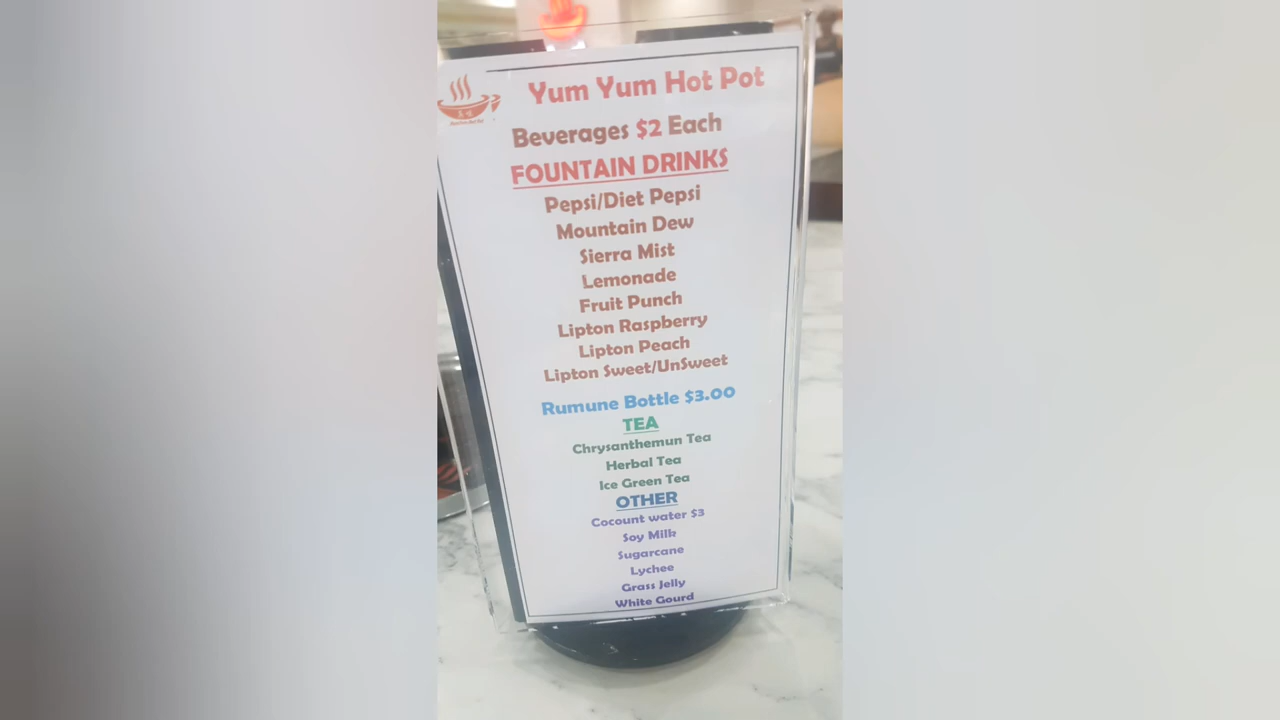 Yum Yum Hot Pot
Beverages $2 Each
FOUNTAIN DRINKS
Pepsi/Diet Pepsi
Mountain Dew
Sierra Mist
Lemonade
Fruit Punch
Lipton Raspberry
Lipton Peach
Lipton Sweet/UnSweet
Rumune Bottle $3.00
TEA
Chrysanthemun Tea
Herbal Tea
Ice Green Tea
OTHER
Cocount water $3
Soy Milk
Sugarcane
Lychee
Grass Jelly
White Gourd